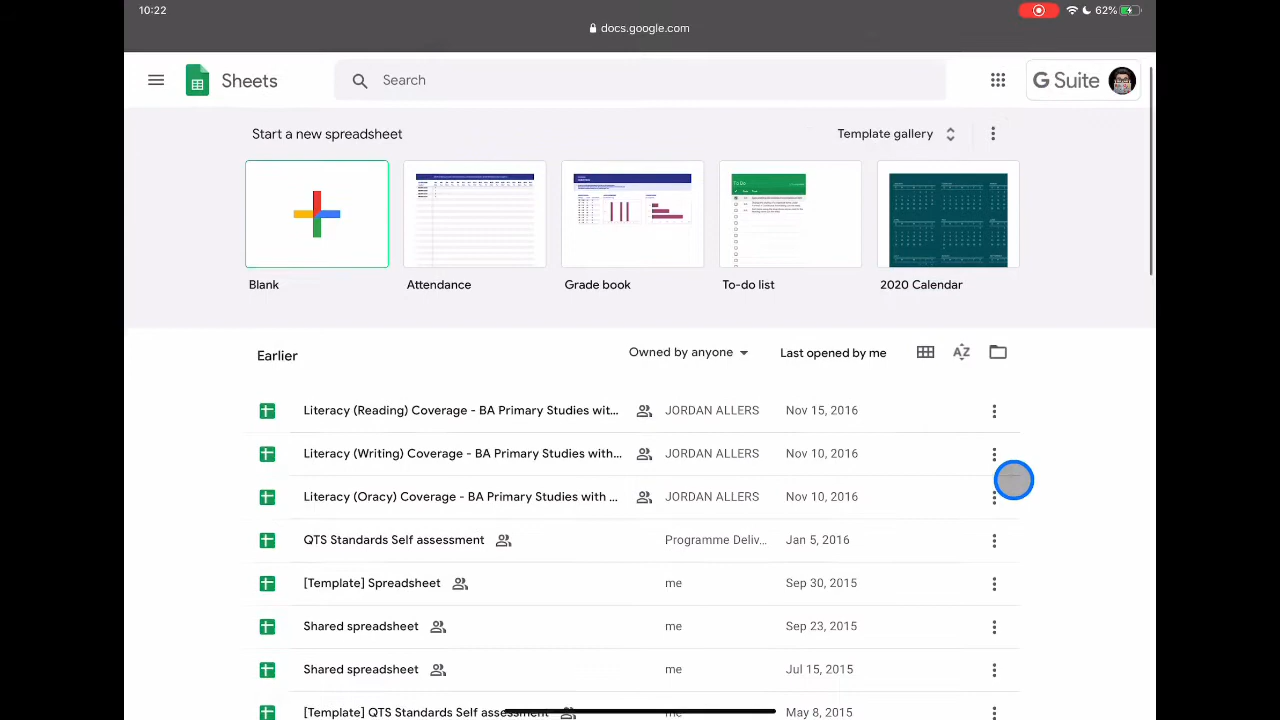 10:22
62%
docs.google.com
Sheets
Search
G Suite
Start a new spreadsheet
Template gallery
To Do
Blank
Attendance
Grade book
To-do list
2020 Calendar
Earlier
Owned by anyone
Last opened by me
AZ
Literacy (Reading) Coverage - BA Primary Studies wit... JORDAN ALLERS Nov 15, 2016
Literacy (Writing) Coverage - BA Primary Studies with... JORDAN ALLERS Nov 10, 2016
Literacy (Oracy) Coverage - BA Primary Studies with ... JORDAN ALLERS Nov 10, 2016
QTS Standards Self assessment Programme Deliv... Jan 5, 2016
[Template] Spreadsheet me Sep 30, 2015
Shared spreadsheet me Sep 23, 2015
Shared spreadsheet me Jul 15, 2015
[Template] QTS Standards Self assessment me May 8, 2015